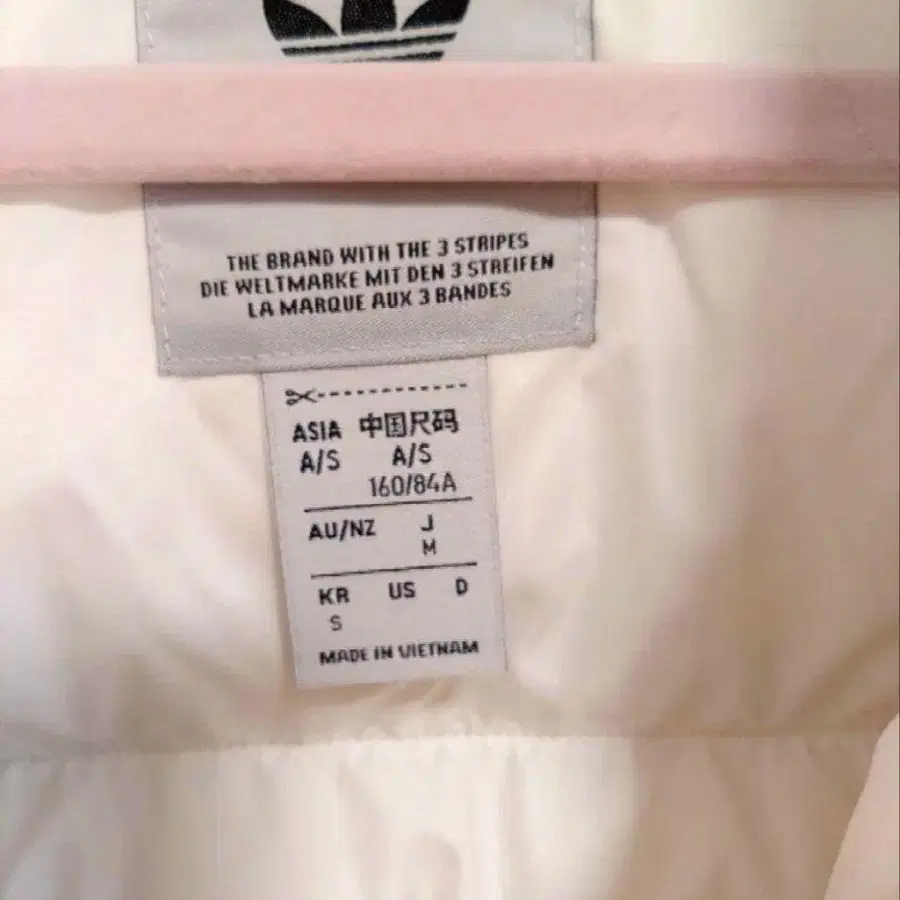 THE BRAND WITH THE 3 STRIPES
DIE WELTMARKE MIT DEN 3 STREIFEN
LA MARQUE AUX 3 BANDES
ASIA 中国尺码
A/S A/S
160/84A
AU/NZ J
M
KR US D
S
MADE IN VIETNAM